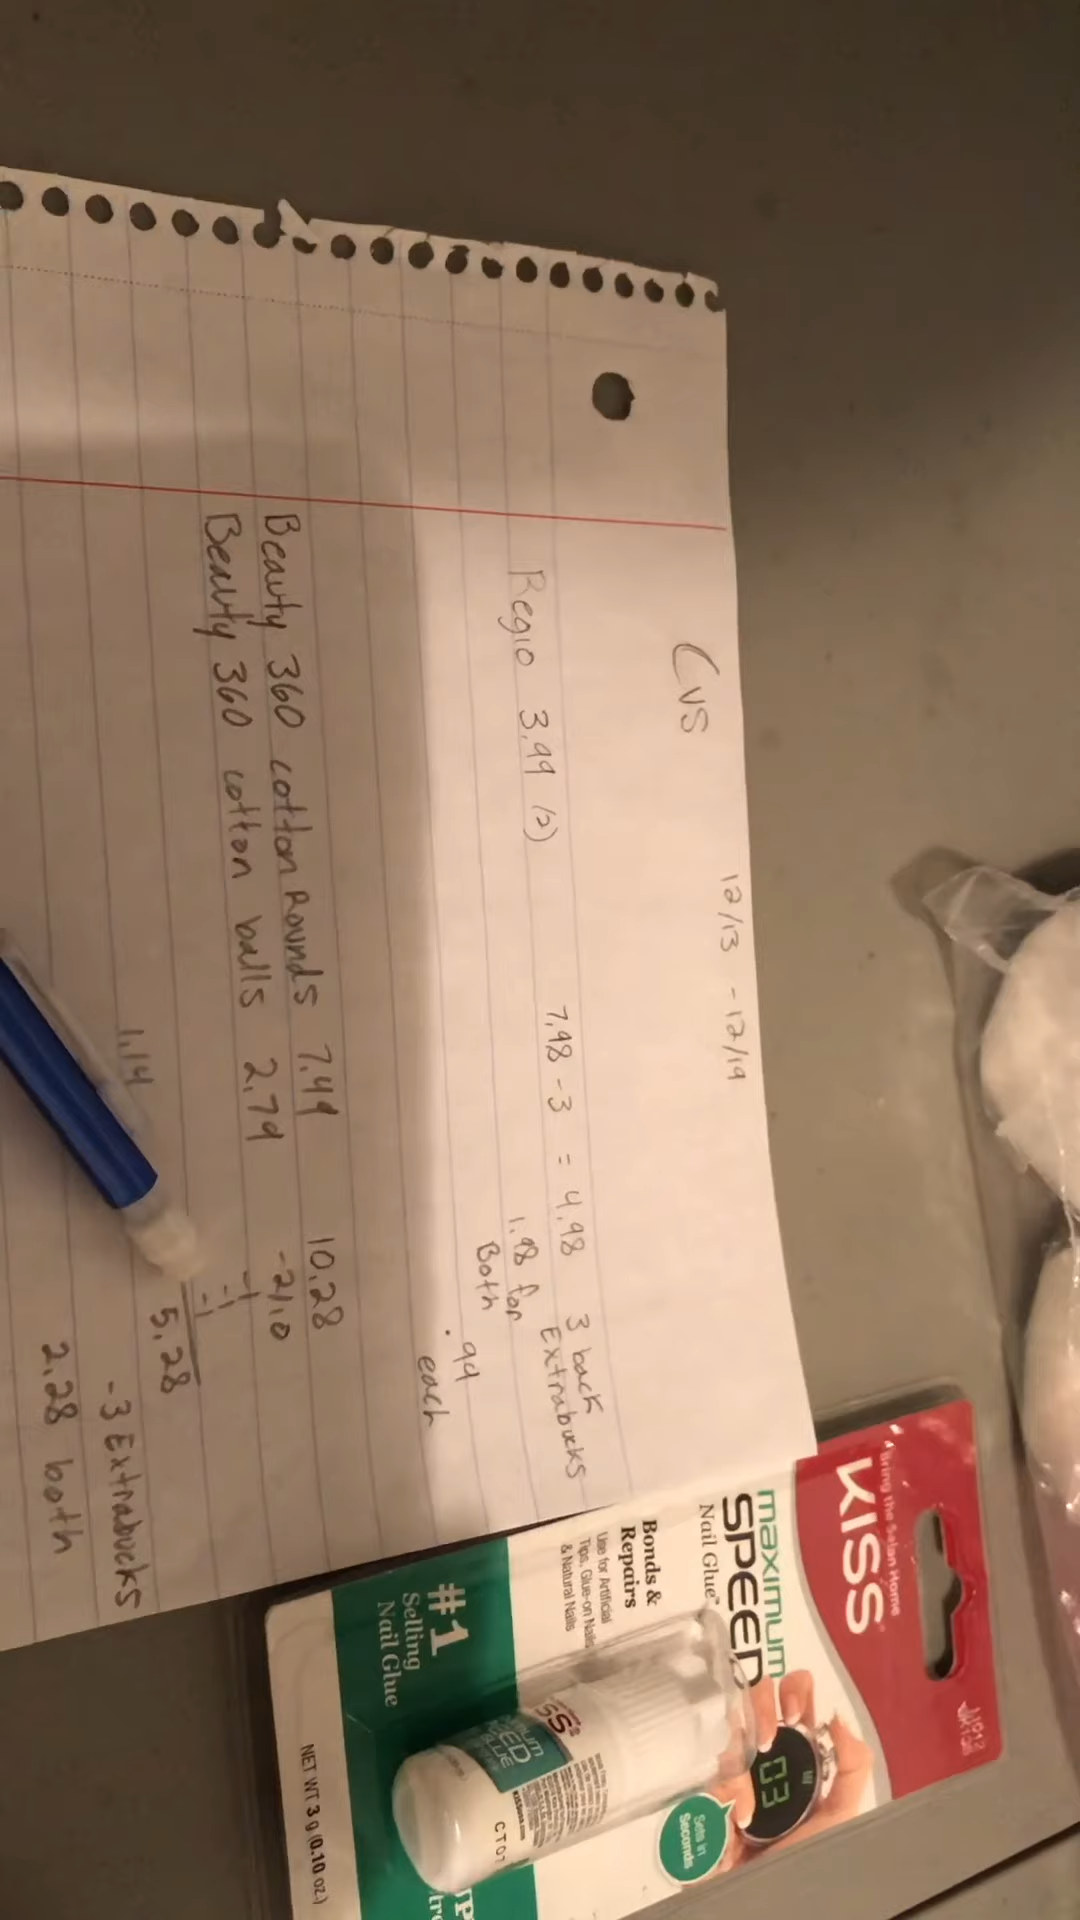 12/13 - 12/19
CVS
7.98 - 3 = 4.98 3 back
Extrabucks
Regio 3.99 (2)
1.98 for
Both
.99
each
Beauty 360 cotton Rounds 7.49 10.28
Beauty 360 cotton balls 2.79 -2/10
-1
-1
5.28
1.14
-3 Extrabucks
2.28 both
Bring the Salon Home
KISS
maximum
SPEED
Nail Glue™
Bonds &
Repairs
Use for Artificial
Tips, Glue-on Nails
& Natural Nails
#1
Selling
Nail Glue
NET WT 3 g (0.10 oz.)
03
Sets in
Seconds
CT07